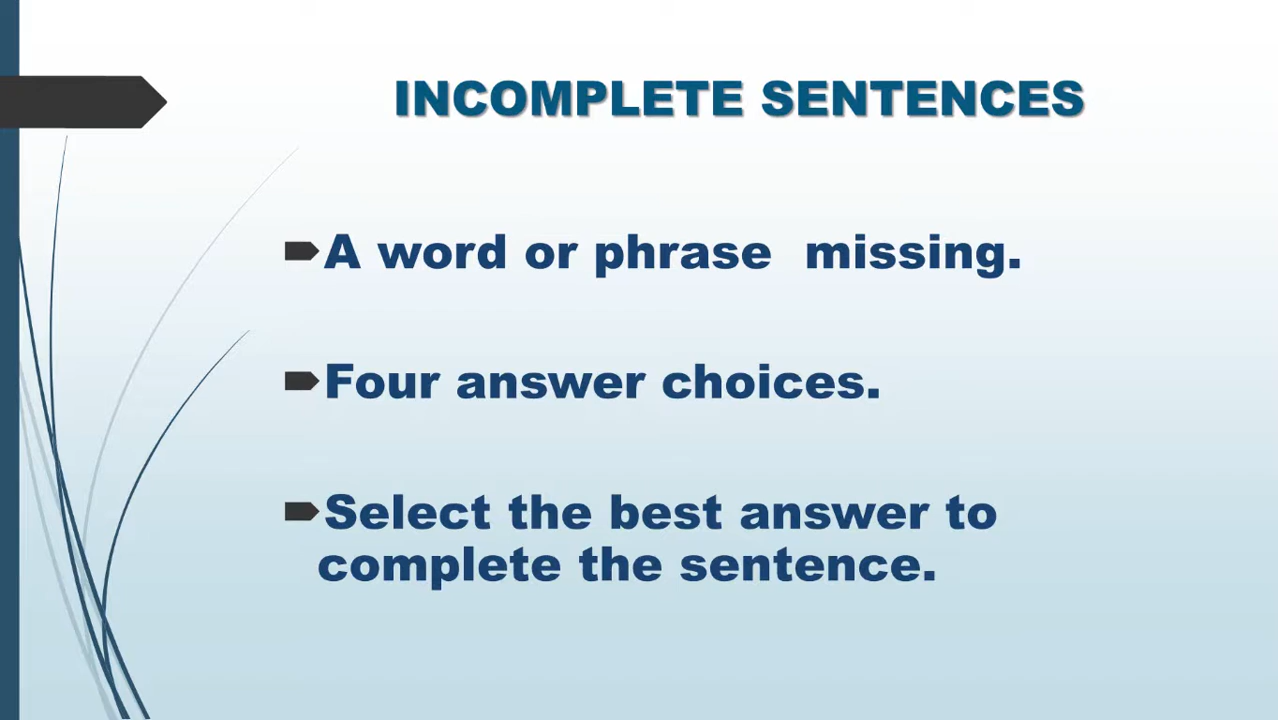 INCOMPLETE SENTENCES
A word or phrase  missing.
Four answer choices.
Select the best answer to
complete the sentence.